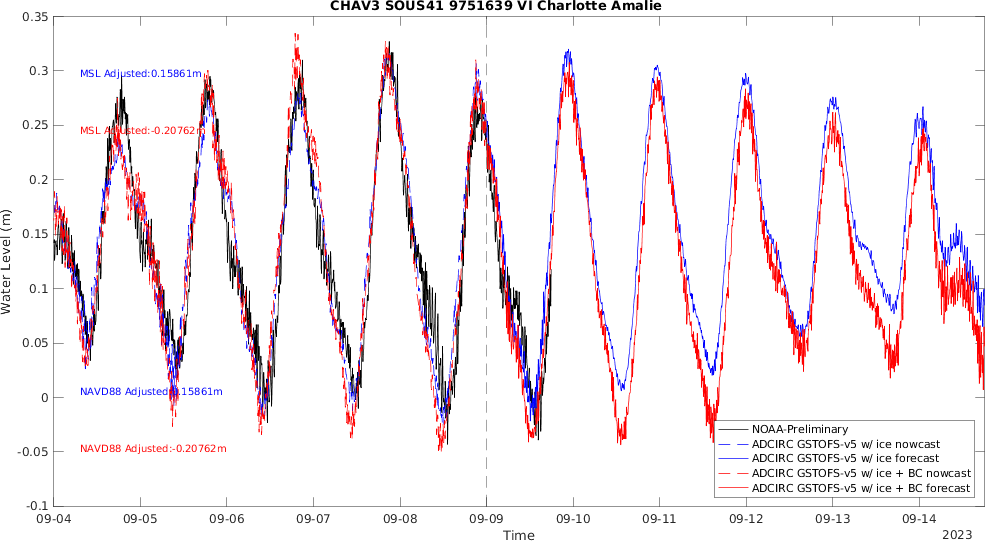 CHAV3 SOUS41 9751639 VI Charlotte Amalie
0.35
0.3
0.25
0.2
0.15
0.1
0.05
0
-0.05
-0.1
Water Level (m)
MSL Adjusted:0.15861m
MSL Adjusted:-0.20762m
NAVD88 Adjusted:0.15861m
NAVD88 Adjusted:-0.20762m
NOAA-Preliminary
ADCIRC GSTOFS-v5 w/ ice nowcast
ADCIRC GSTOFS-v5 w/ ice forecast
ADCIRC GSTOFS-v5 w/ ice + BC nowcast
ADCIRC GSTOFS-v5 w/ ice + BC forecast
09-04 09-05 09-06 09-07 09-08 09-09 09-10 09-11 09-12 09-13 09-14
Time
2023